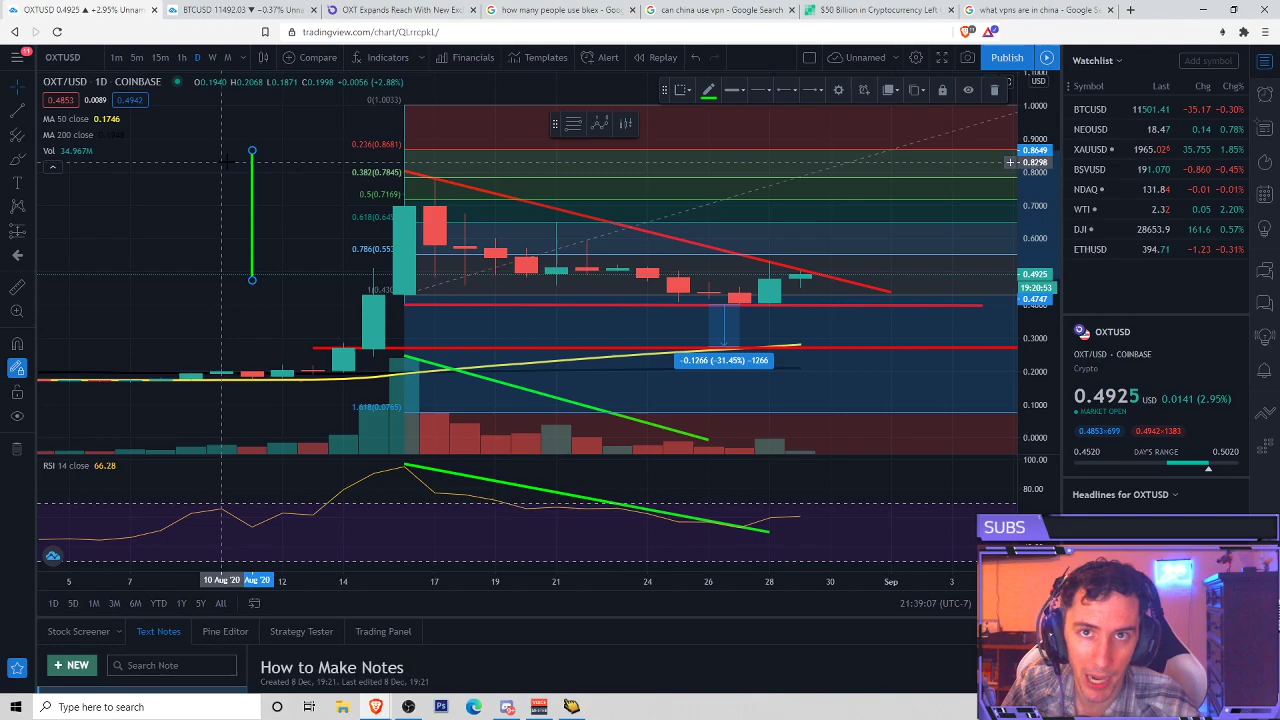 OXTUSD 0.4925 ▲ +2.95% Unnam
BTCUSD 11492.03 ▼ −0.37% Unna
OXT Expands Reach With New Exc
how many people use bkex - Goog
can china use vpn - Google Search
$50 Billion in Cryptocurrency Left
what vpns are in china - Google Se
tradingview.com/chart/QLrrcpkL/
11
OXTUSD
1m 5m 15m 1h D W M
Compare
Indicators
Financials
Templates
Alert
Replay
Unnamed
Publish
Watchlist
Add symbol
OXT/USD · 1D · COINBASE
O0.1940 H0.2068 L0.1871 C0.1998 +0.0056 (+2.88%)
0.4853 0.0089 0.4942
MA 50 close 0.1746
MA 200 close 0.1948
Vol 34.967M
USD
Symbol Last Chg Chg%
BTCUSD 11501.41 −35.17 −0.30%
NEOUSD 18.47 0.14 0.78%
XAUUSD 1965.02 35.755 1.85%
BSVUSD 191.070 −0.860 −0.45%
NDAQ 131.84 −0.01 −0.01%
WTI 2.32 0.05 2.20%
DJI 28653.9 161.6 0.57%
ETHUSD 394.71 −1.23 −0.31%
0(1.0033)
0.236(0.8681)
0.382(0.7845)
0.5(0.7169)
0.786(0.553
1.618(0.0765)
1.0000
0.9000
0.8649
0.8298
0.8000
0.7000
0.6000
0.4925
19:20:53
0.4747
0.3000
0.2000
0.1000
0.0000
−0.1266 (−31.45%) −1266
OXTUSD
OXT/USD · COINBASE
Crypto
0.4925 USD 0.0141 (2.95%)
MARKET OPEN
0.4853×699 0.4942×1383
0.4520 DAY'S RANGE 0.5020
Headlines for OXTUSD
RSI 14 close 66.28
100.00
80.00
SUBS
5 7 10 Aug '20 Aug '20 12 14 17 19 21 24 26 28 30 Sep 3
1D 5D 1M 3M 6M YTD 1Y 5Y All
21:39:07 (UTC-7)
Stock Screener
Text Notes
Pine Editor
Strategy Tester
Trading Panel
+ NEW
Search Note
How to Make Notes
Created 8 Dec, 19:21. Last edited 8 Dec, 19:21
Type here to search
VOICE
MEETER